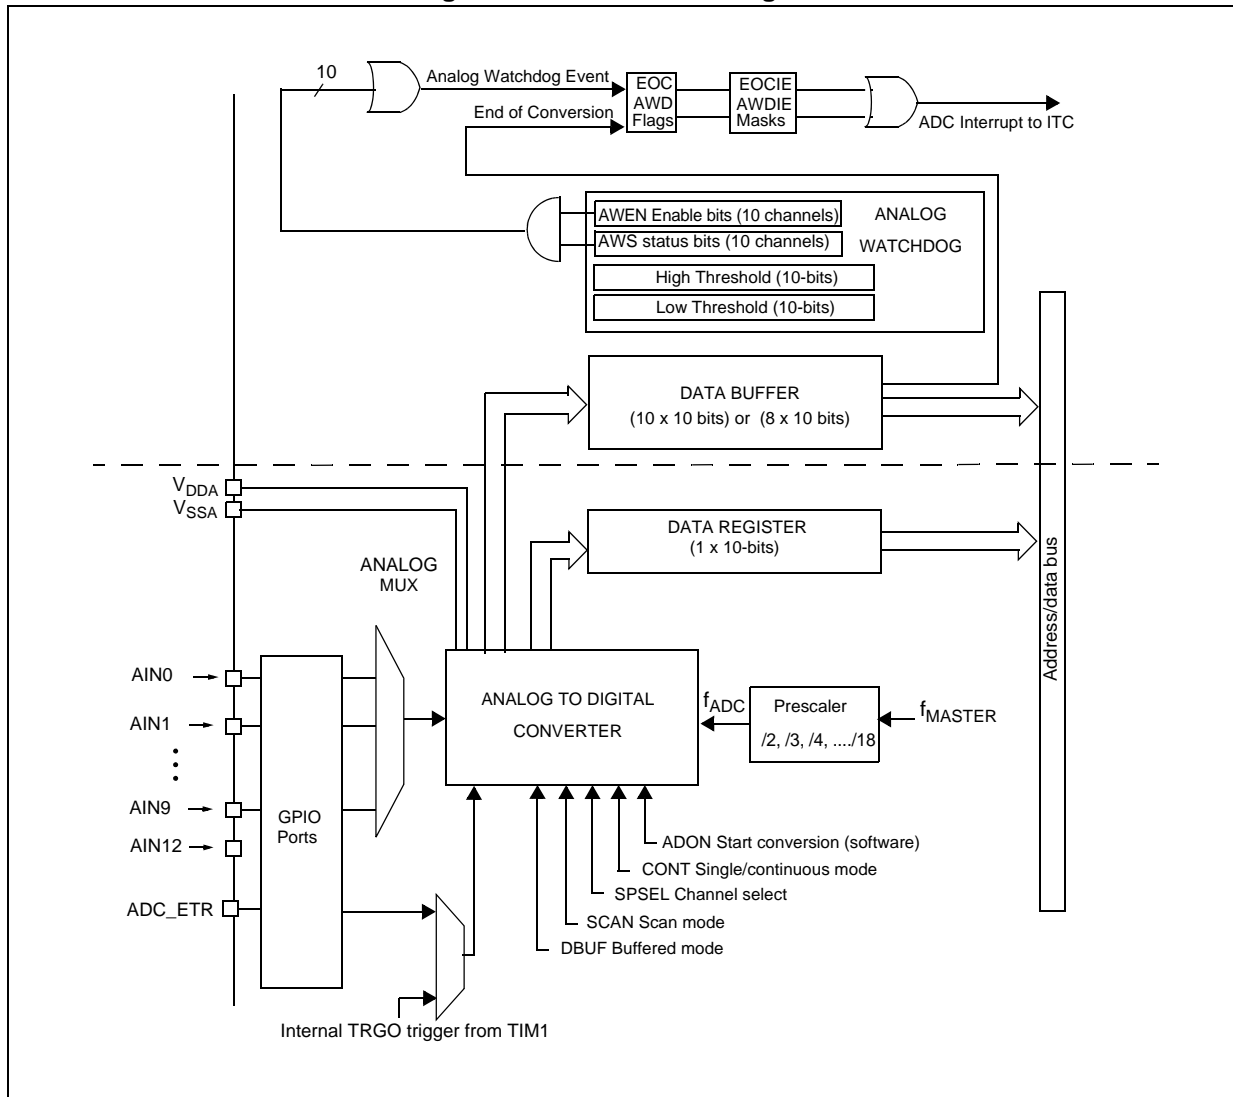 10
Analog Watchdog Event
End of Conversion
EOC
AWD
Flags
EOCIE
AWDIE
Masks
ADC Interrupt to ITC
AWEN Enable bits (10 channels)
AWS status bits (10 channels)
ANALOG
WATCHDOG
High Threshold (10-bits)
Low Threshold (10-bits)
DATA BUFFER
(10 x 10 bits) or (8 x 10 bits)
VDDA
VSSA
DATA REGISTER
(1 x 10-bits)
ANALOG
MUX
Address/data bus
AIN0
AIN1
AIN9
AIN12
ADC_ETR
GPIO
Ports
ANALOG TO DIGITAL
CONVERTER
fADC
Prescaler
/2, /3, /4, ..../18
fMASTER
ADON Start conversion (software)
CONT Single/continuous mode
SPSEL Channel select
SCAN Scan mode
DBUF Buffered mode
Internal TRGO trigger from TIM1